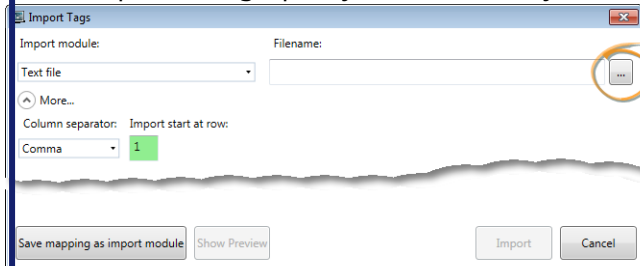 Import Tags
Import module: Filename:
Text file ...
More...
Column separator: Import start at row:
Comma 1
Save mapping as import module Show Preview Import Cancel